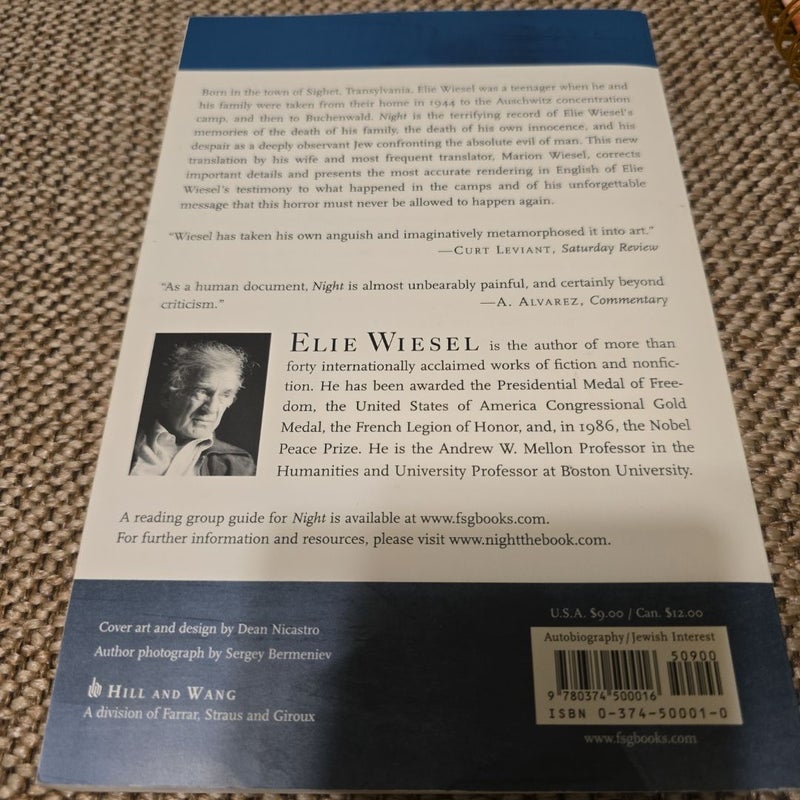 Born in the town of Sighet, Transylvania, Elie Wiesel was a teenager when he and
his family were taken from their home in 1944 to the Auschwitz concentration
camp, and then to Buchenwald. Night is the terrifying record of Elie Wiesel's
memories of the death of his family, the death of his own innocence, and his
despair as a deeply observant Jew confronting the absolute evil of man. This new
translation by his wife and most frequent translator, Marion Wiesel, corrects
important details and presents the most accurate rendering in English of Elie
Wiesel's testimony to what happened in the camps and of his unforgettable
message that this horror must never be allowed to happen again.
"Wiesel has taken his own anguish and imaginatively metamorphosed it into art."
—CURT LEVIANT, Saturday Review
"As a human document, Night is almost unbearably painful, and certainly beyond
criticism."
—A. ALVAREZ, Commentary
ELIE WIESEL is the author of more than
forty internationally acclaimed works of fiction and nonfic-
tion. He has been awarded the Presidential Medal of Free-
dom, the United States of America Congressional Gold
Medal, the French Legion of Honor, and, in 1986, the Nobel
Peace Prize. He is the Andrew W. Mellon Professor in the
Humanities and University Professor at Boston University.
A reading group guide for Night is available at www.fsgbooks.com.
For further information and resources, please visit www.nightthebook.com.
Cover art and design by Dean Nicastro
Author photograph by Sergey Bermeniev
HILL AND WANG
A division of Farrar, Straus and Giroux
U.S.A. $9.00 / Can. $12.00
Autobiography/Jewish Interest
50900
9 780374 500016
ISBN 0-374-50001-0
www.fsgbooks.com